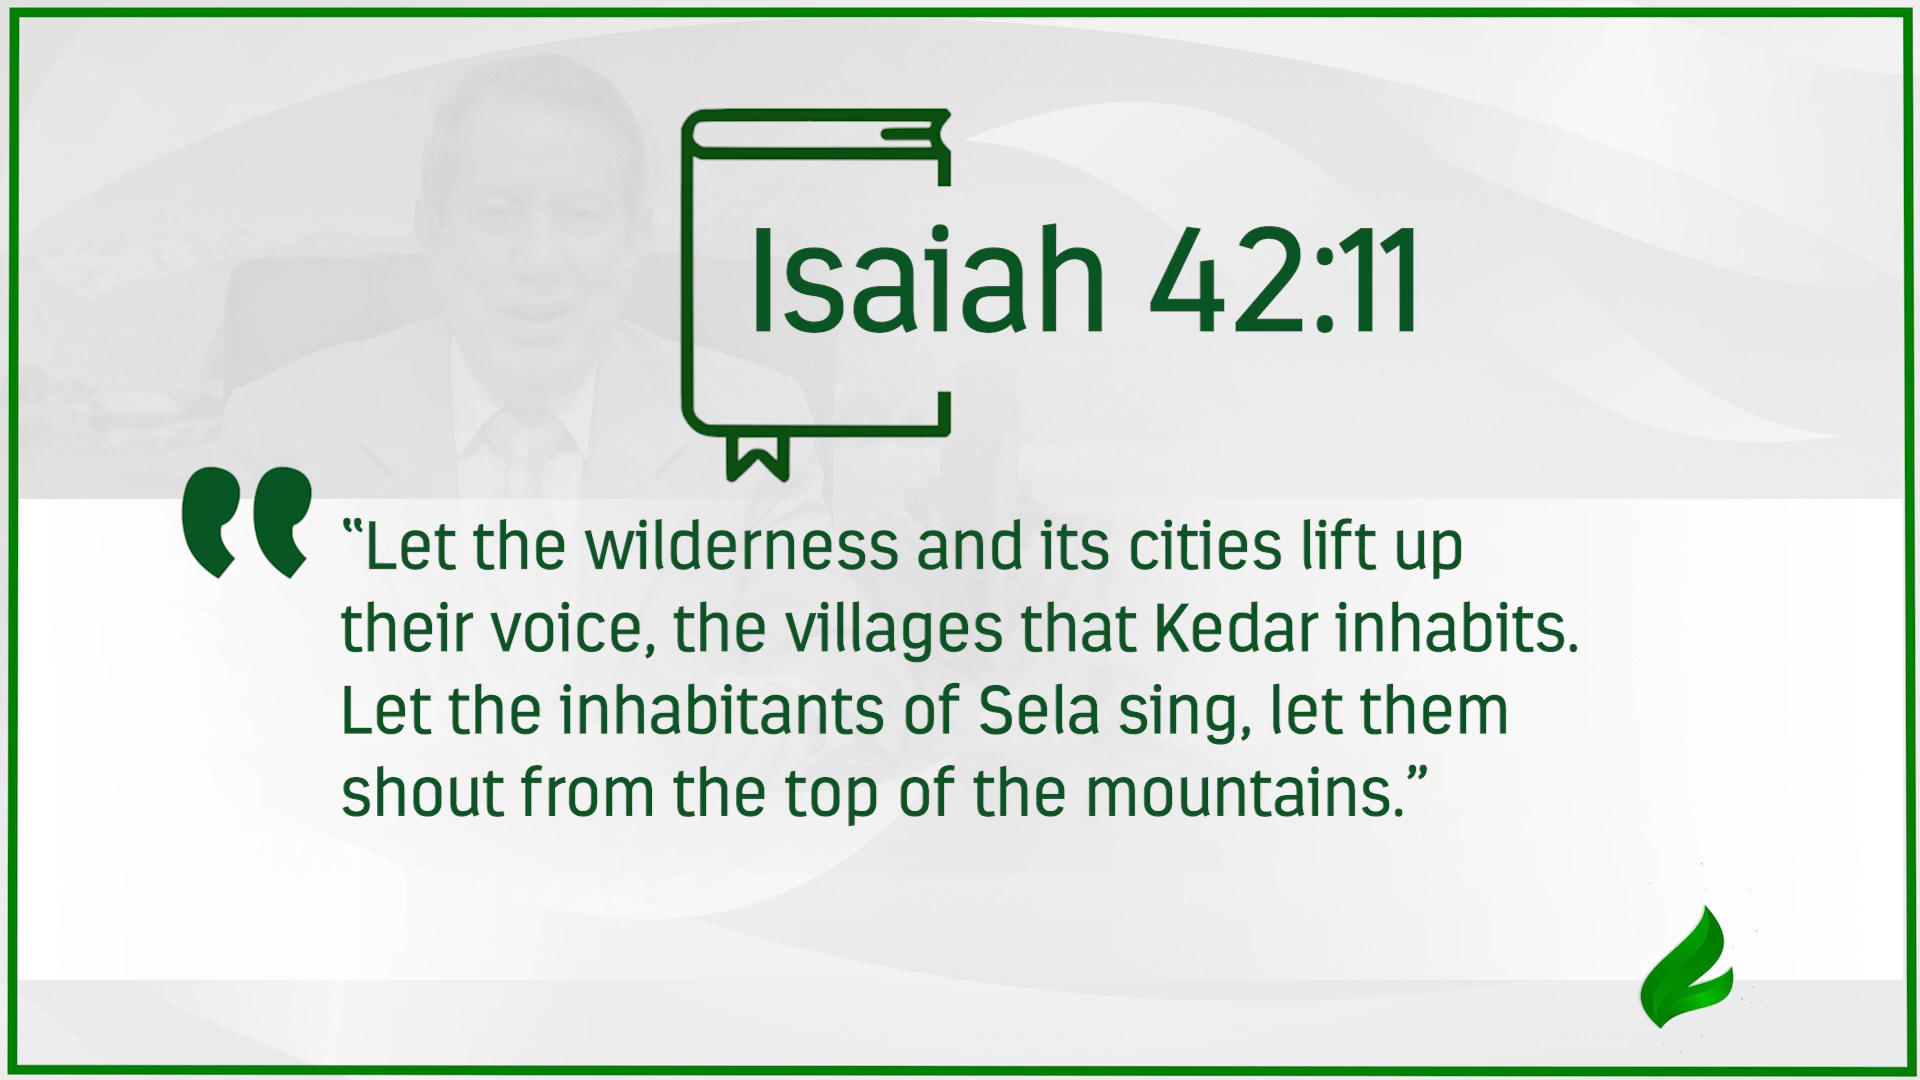 Isaiah 42:11
“Let the wilderness and its cities lift up
their voice, the villages that Kedar inhabits.
Let the inhabitants of Sela sing, let them
shout from the top of the mountains.”